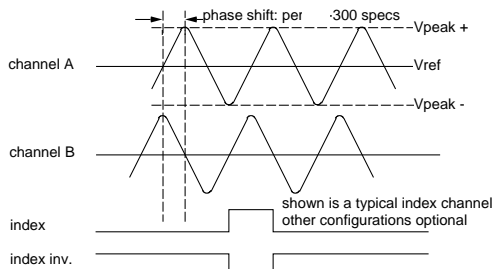 phase shift: per -300 specs
Vpeak +
channel A
Vref
Vpeak -
channel B
shown is a typical index channel
other configurations optional
index
index inv.